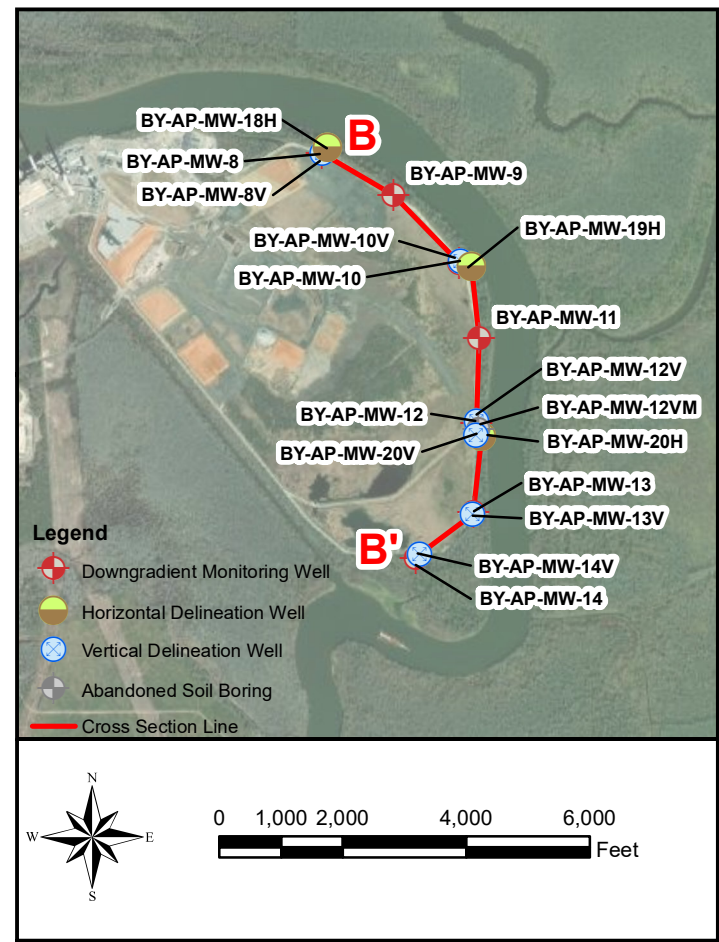 BY-AP-MW-18H
B
BY-AP-MW-8
BY-AP-MW-9
BY-AP-MW-8V
BY-AP-MW-19H
BY-AP-MW-10V
BY-AP-MW-10
BY-AP-MW-11
BY-AP-MW-12V
BY-AP-MW-12
BY-AP-MW-12VM
BY-AP-MW-20H
BY-AP-MW-20V
BY-AP-MW-13
BY-AP-MW-13V
B'
BY-AP-MW-14V
BY-AP-MW-14
Legend
Downgradient Monitoring Well
Horizontal Delineation Well
Vertical Delineation Well
Abandoned Soil Boring
Cross Section Line
N
W
E
S
0 1,000 2,000 4,000 6,000
Feet